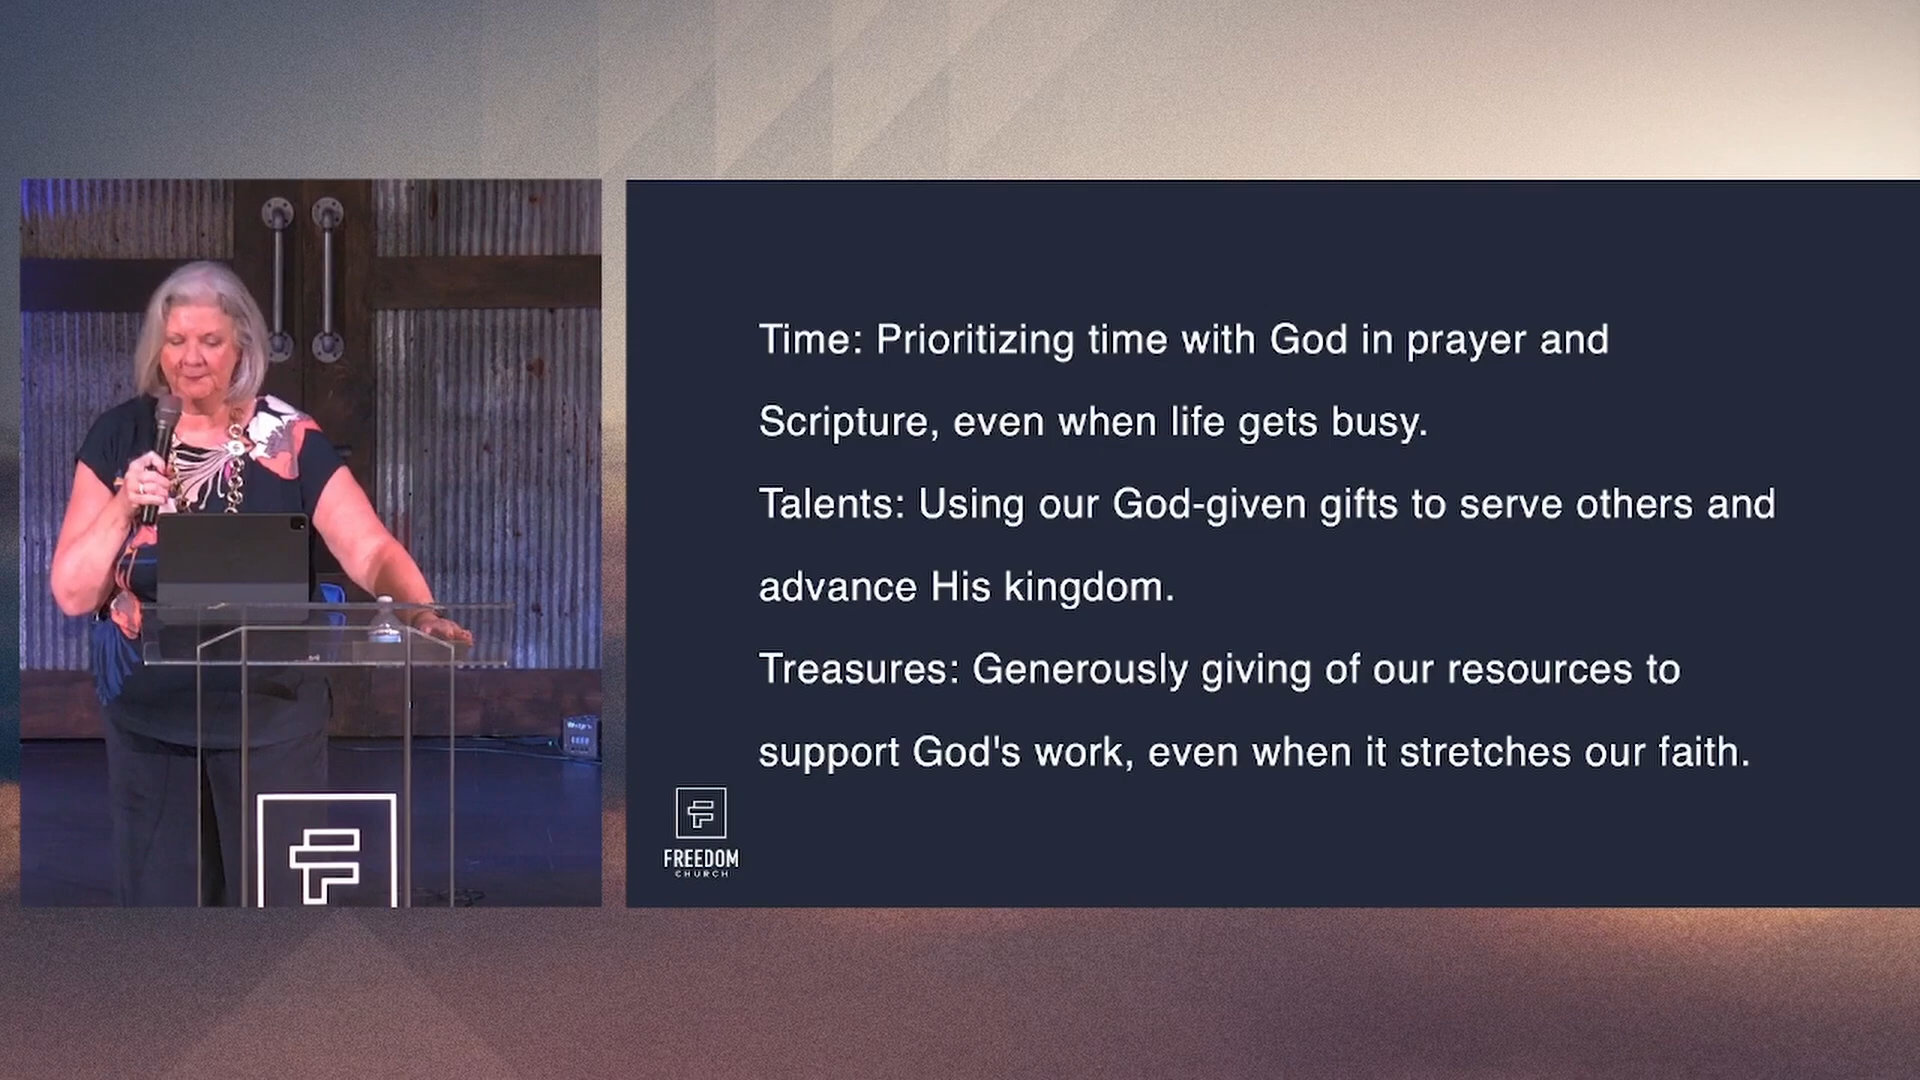 Time: Prioritizing time with God in prayer and
Scripture, even when life gets busy.
Talents: Using our God-given gifts to serve others and
advance His kingdom.
Treasures: Generously giving of our resources to
support God's work, even when it stretches our faith.
FREEDOM
CHURCH